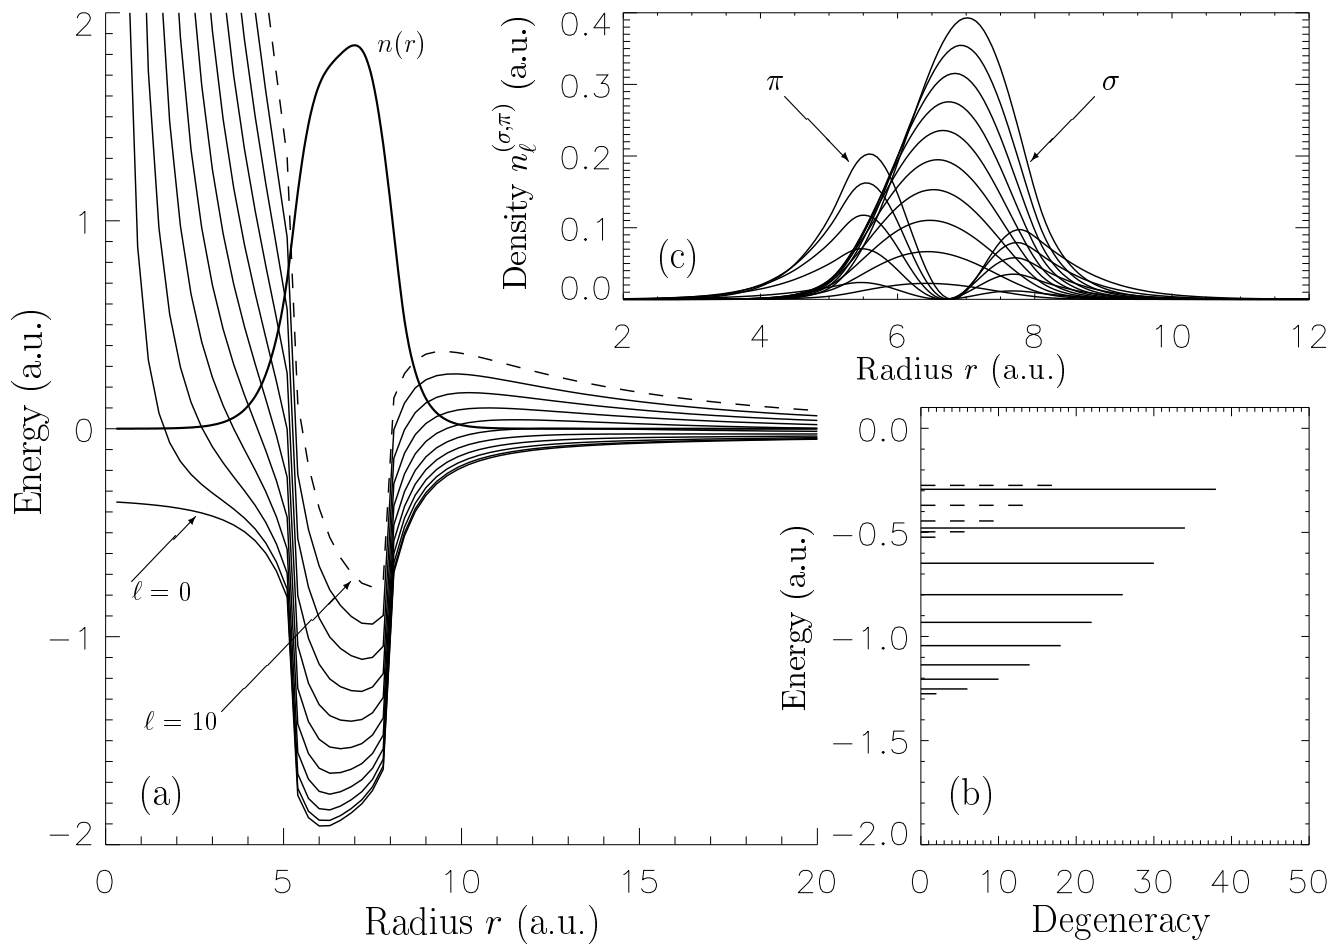 2
1
0
−1
−2
Energy (a.u.)
n(r)
ℓ = 0
ℓ = 10
(a)
0 5 10 15 20
Radius r (a.u.)
0.4
0.3
0.2
0.1
0.0
Density n_ℓ^(σ,π) (a.u.)
π
σ
(c)
2 4 6 8 10 12
Radius r (a.u.)
0.0
−0.5
−1.0
−1.5
−2.0
Energy (a.u.)
(b)
0 10 20 30 40 50
Degeneracy